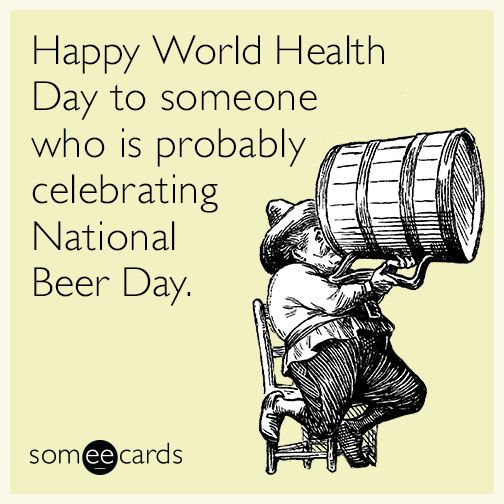 Happy World Health
Day to someone
who is probably
celebrating
National
Beer Day.
someecards